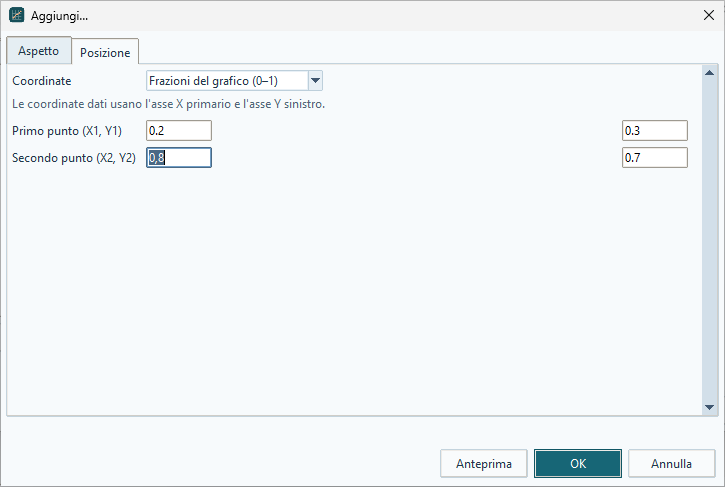 Aggiungi...
Aspetto
Posizione
Coordinate
Frazioni del grafico (0–1)
Le coordinate dati usano l'asse X primario e l'asse Y sinistro.
Primo punto (X1, Y1)
0.2
0.3
Secondo punto (X2, Y2)
0,8
0.7
Anteprima
OK
Annulla